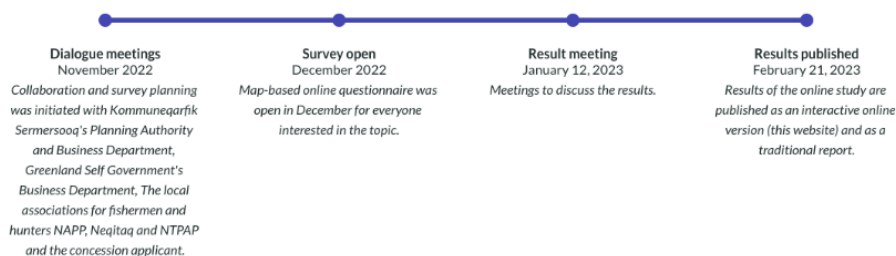 Dialogue meetings
November 2022
Collaboration and survey planning
was initiated with Kommuneqarfik
Sermersooq's Planning Authority
and Business Department,
Greenland Self Government's
Business Department, The local
associations for fishermen and
hunters NAPP, Neqitaq and NTPAP
and the concession applicant.
Survey open
December 2022
Map-based online questionnaire was
open in December for everyone
interested in the topic.
Result meeting
January 12, 2023
Meetings to discuss the results.
Results published
February 21, 2023
Results of the online study are
published as an interactive online
version (this website) and as a
traditional report.